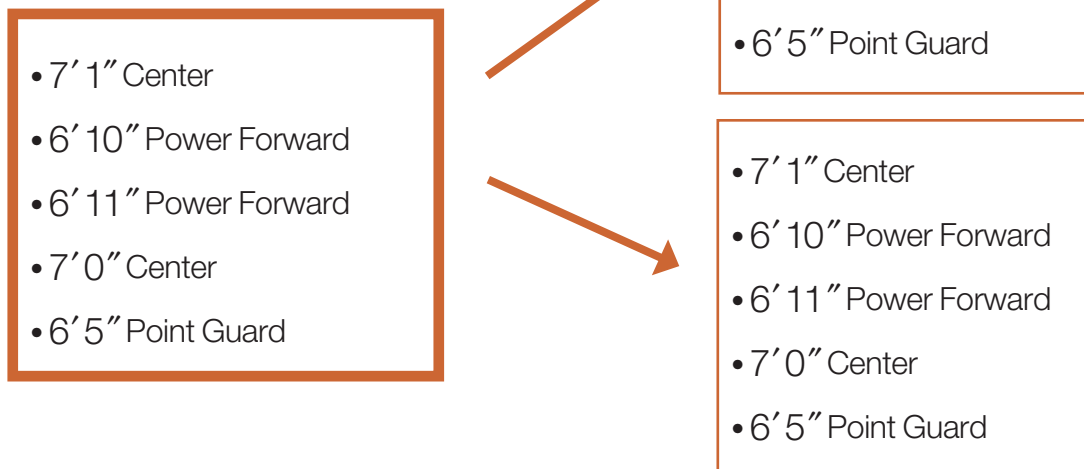 • 7′ 1″ Center
• 6′ 10″ Power Forward
• 6′ 11″ Power Forward
• 7′ 0″ Center
• 6′ 5″ Point Guard
• 6′ 5″ Point Guard
• 7′ 1″ Center
• 6′ 10″ Power Forward
• 6′ 11″ Power Forward
• 7′ 0″ Center
• 6′ 5″ Point Guard